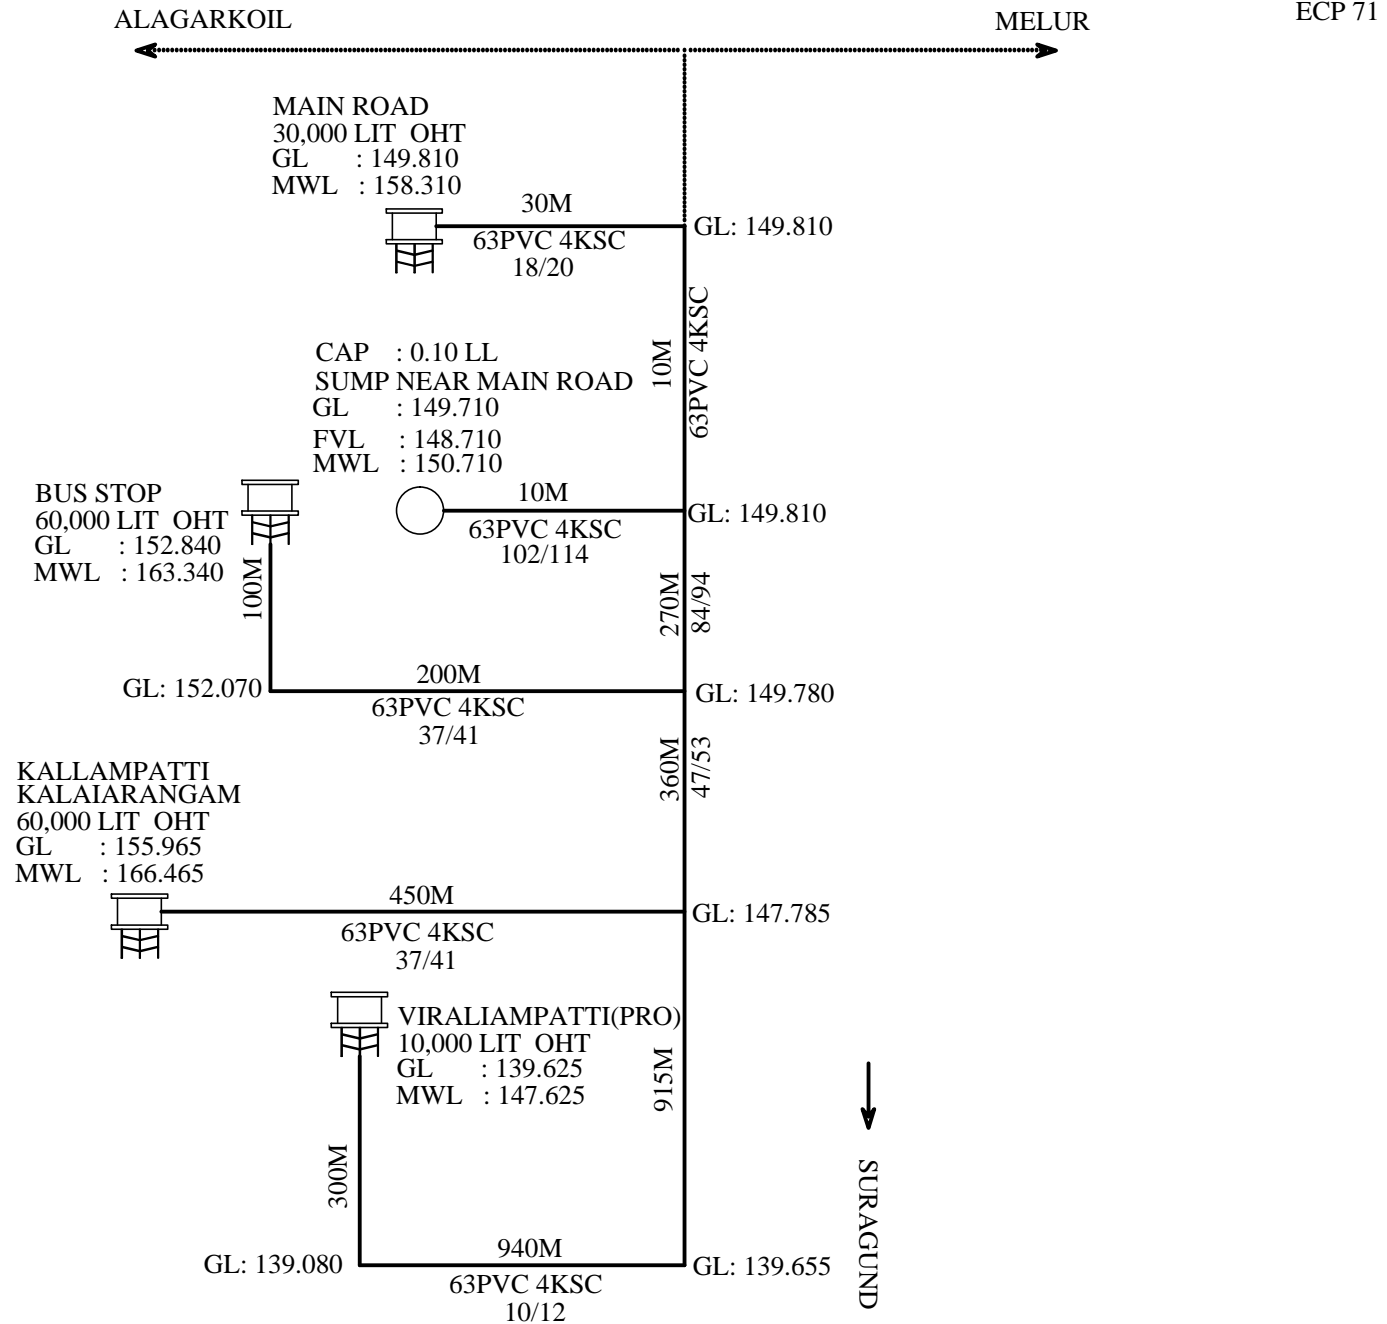 ALAGARKOIL
MELUR
ECP 71
MAIN ROAD
30,000 LIT OHT
GL : 149.810
MWL : 158.310
30M
63PVC 4KSC
18/20
GL: 149.810
10M
63PVC 4KSC
CAP : 0.10 LL
SUMP NEAR MAIN ROAD
GL : 149.710
FVL : 148.710
MWL : 150.710
10M
63PVC 4KSC
102/114
GL: 149.810
BUS STOP
60,000 LIT OHT
GL : 152.840
MWL : 163.340
100M
270M
84/94
GL: 152.070
200M
63PVC 4KSC
37/41
GL: 149.780
360M
47/53
KALLAMPATTI
KALAIARANGAM
60,000 LIT OHT
GL : 155.965
MWL : 166.465
450M
63PVC 4KSC
37/41
GL: 147.785
VIRALIAMPATTI(PRO)
10,000 LIT OHT
GL : 139.625
MWL : 147.625
915M
300M
SURAGUND
GL: 139.080
940M
63PVC 4KSC
10/12
GL: 139.655